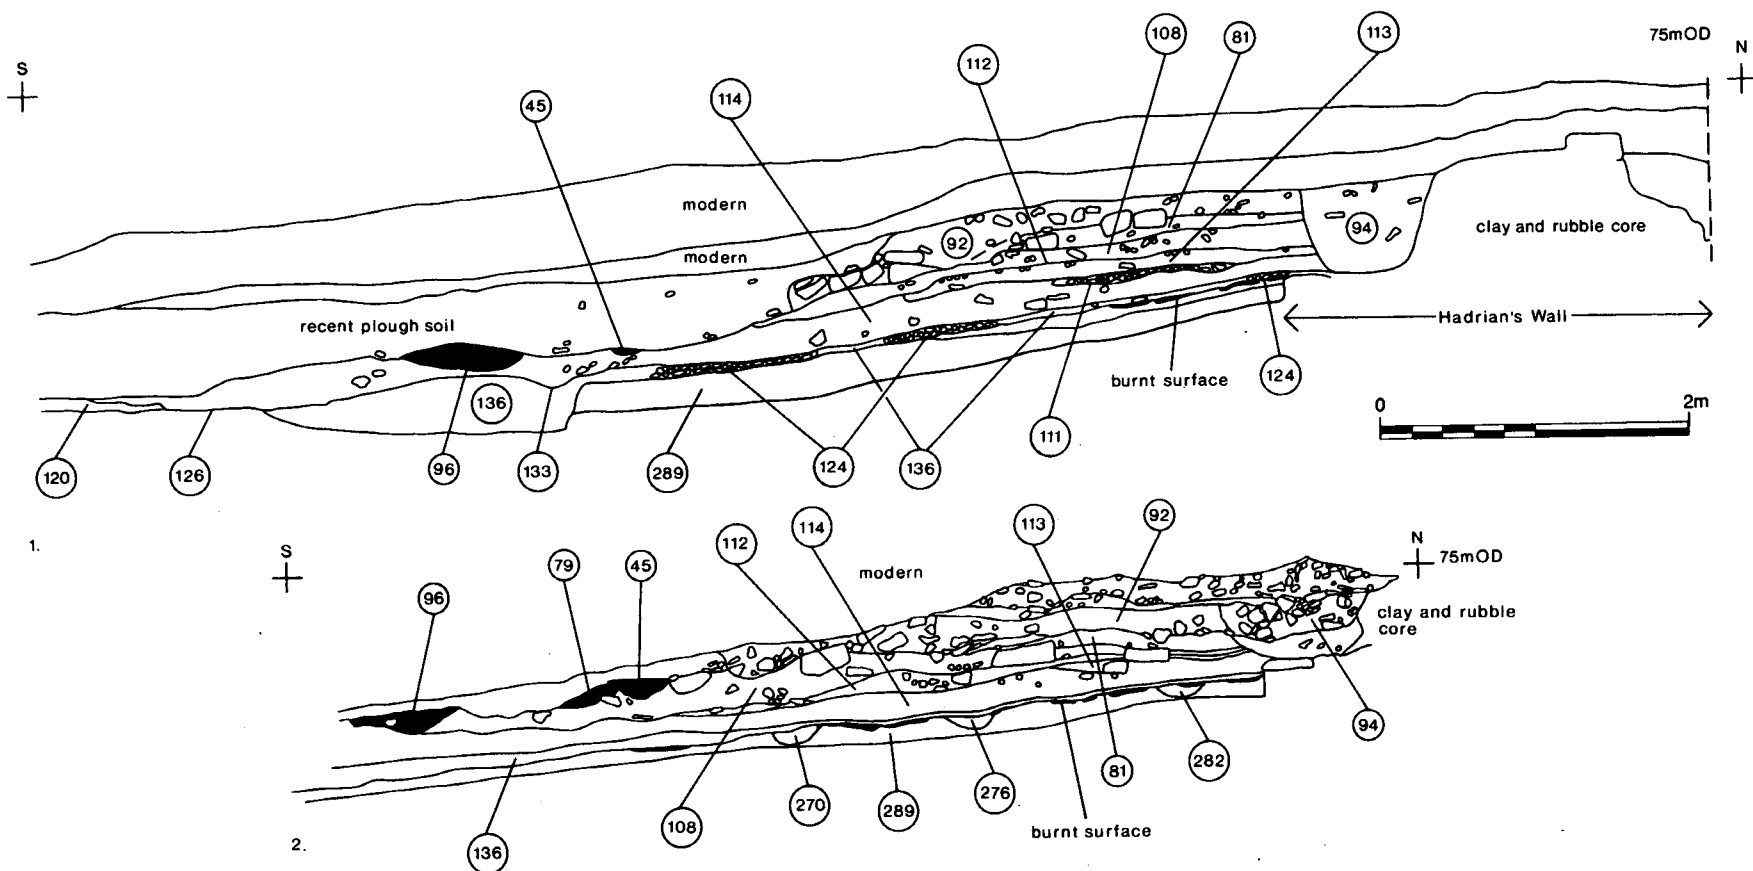 75mOD
S
N
108
81
113
112
45
114
modern
92
94
clay and rubble core
modern
recent plough soil
Hadrian's Wall
136
burnt surface
124
0
2m
111
120
126
96
133
289
124
136
1.
S
N
75mOD
79
45
112
114
113
92
modern
96
clay and rubble
core
94
81
282
270
289
276
108
burnt surface
136
2.